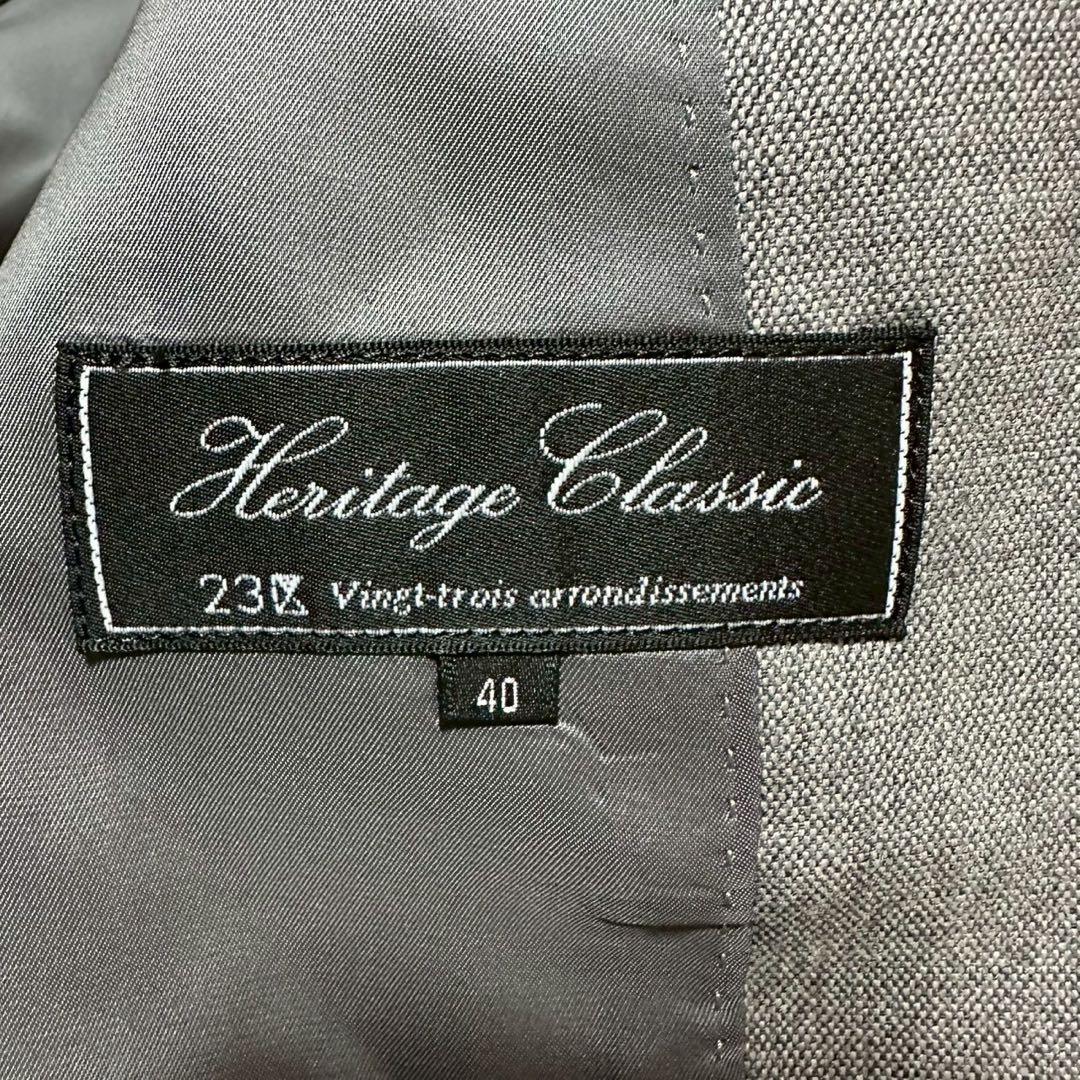 Heritage Classic
23区 Vingt-trois arrondissements
40